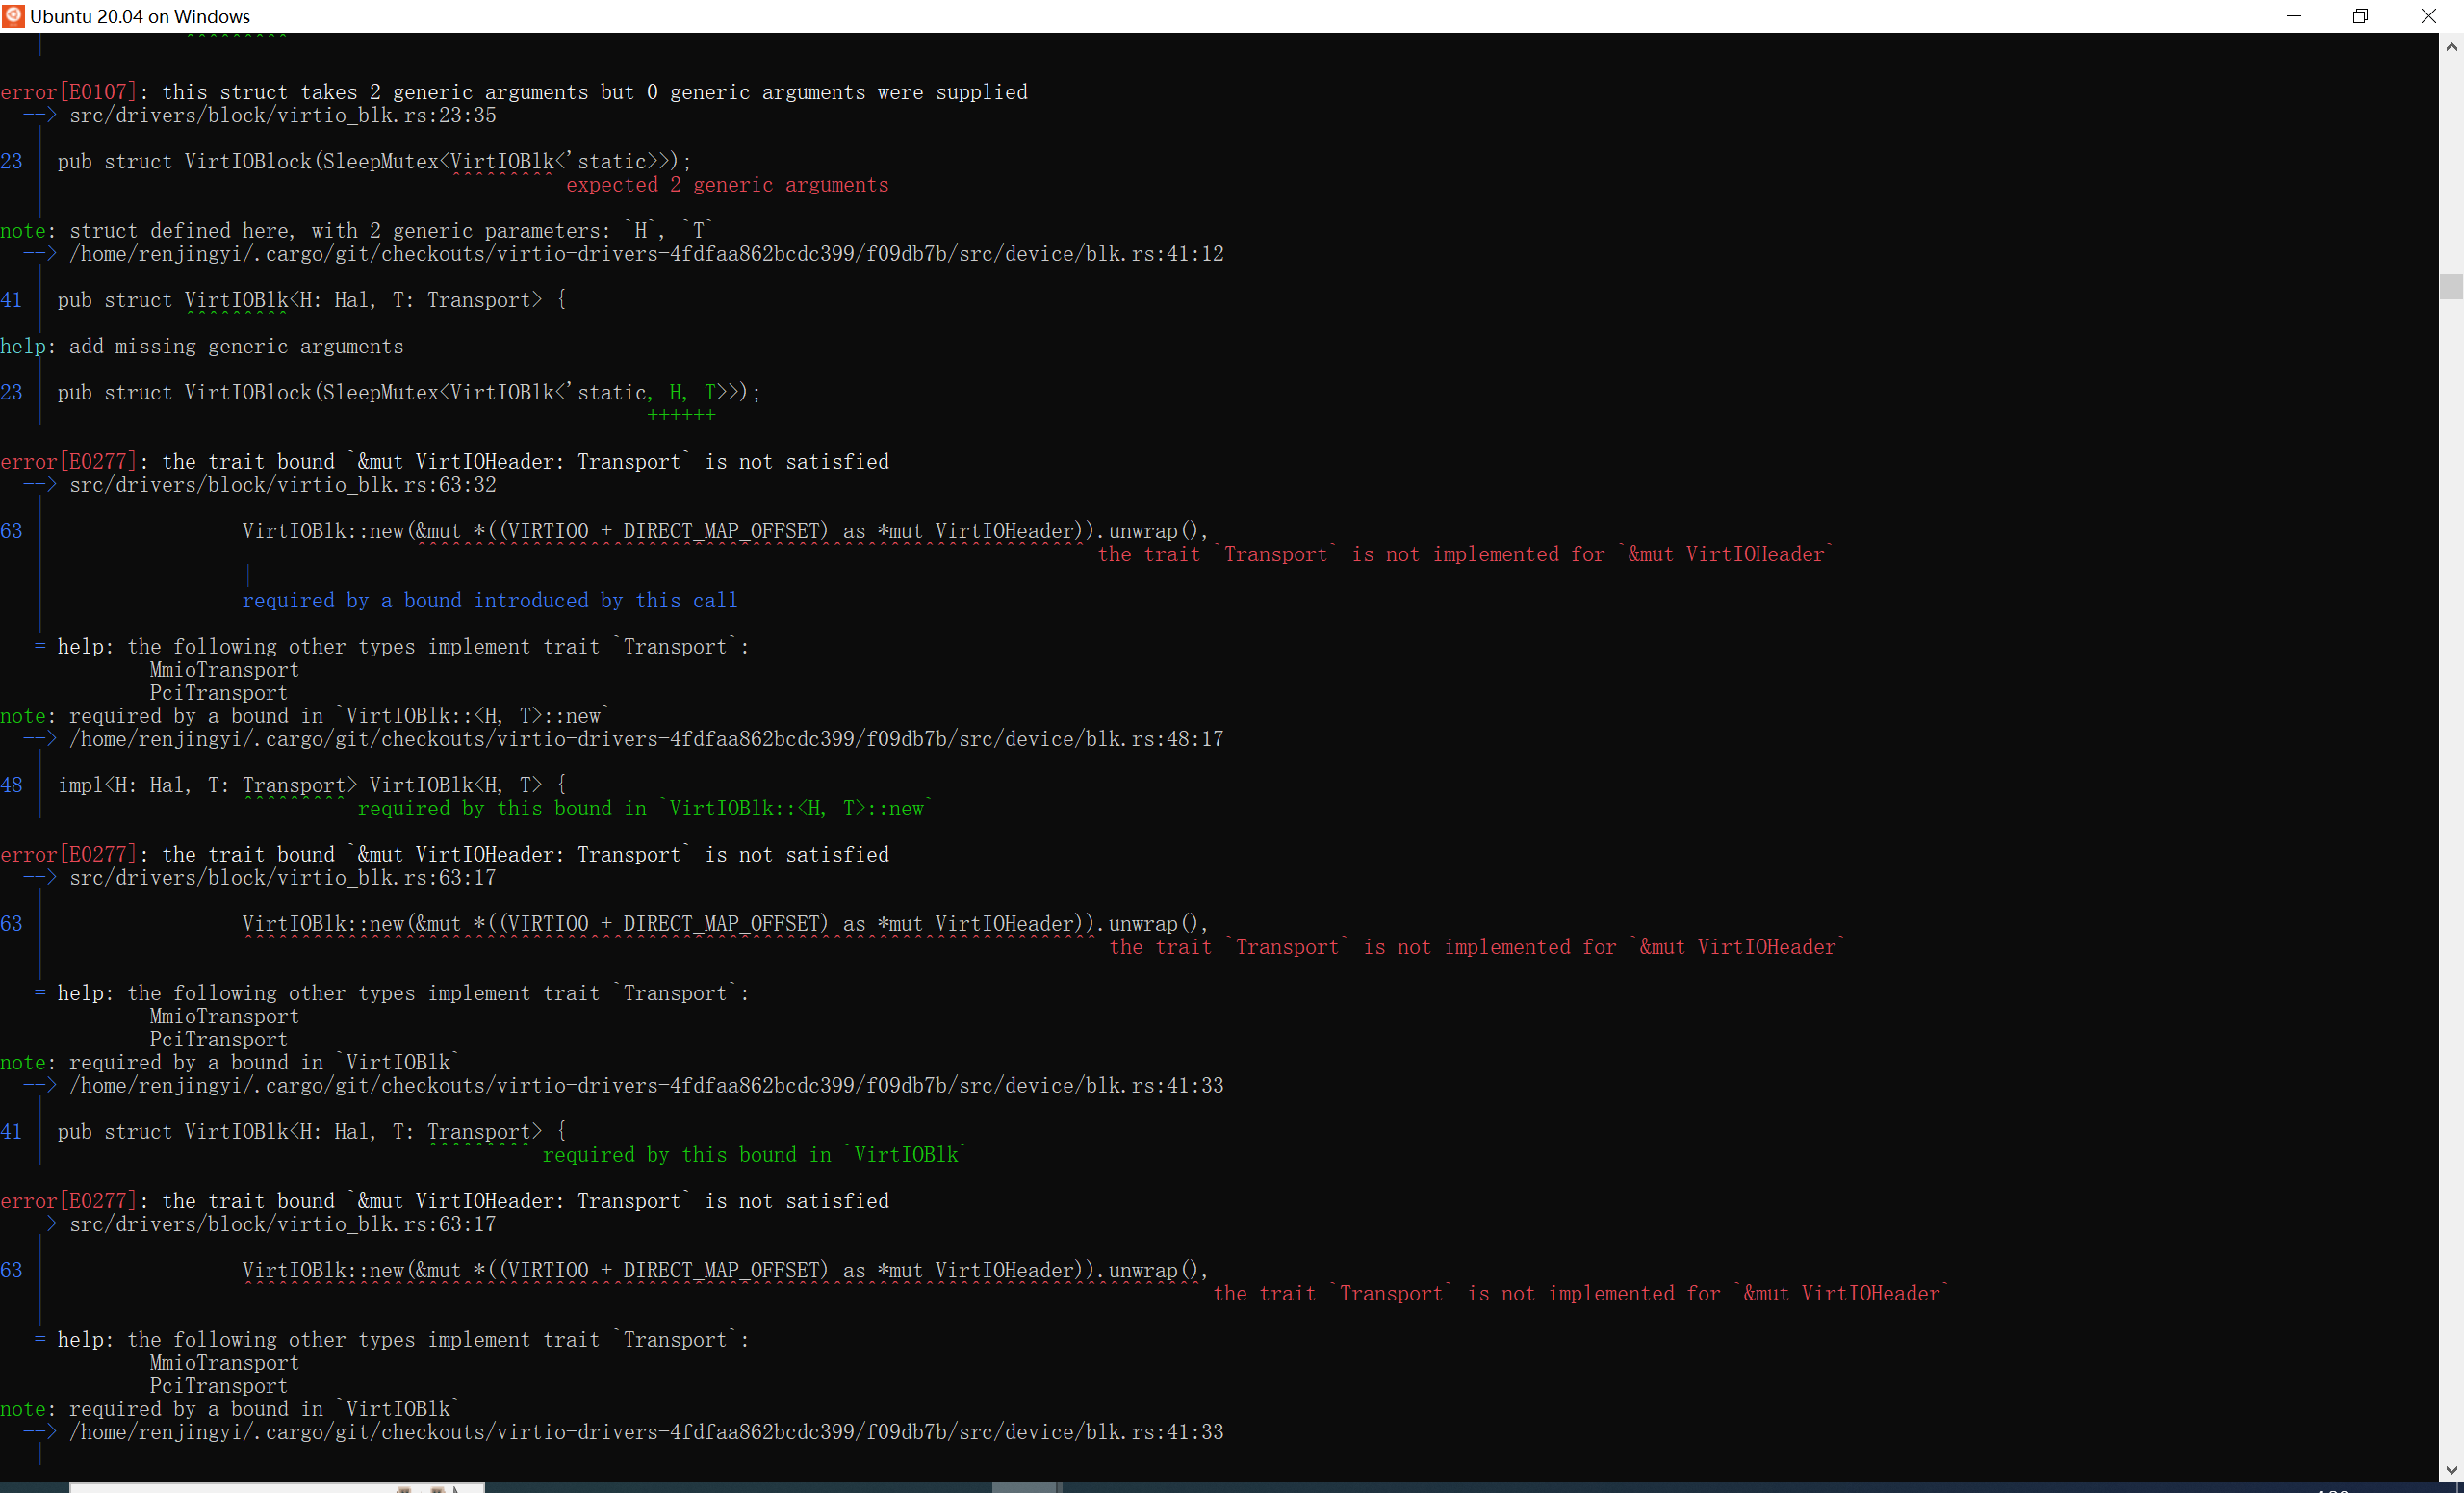 Ubuntu 20.04 on Windows
error[E0107]: this struct takes 2 generic arguments but 0 generic arguments were supplied
--> src/drivers/block/virtio_blk.rs:23:35
23 | pub struct VirtIOBlock(SleepMutex<VirtIOBlk<'static>>);
^^^^^^^^^ expected 2 generic arguments
note: struct defined here, with 2 generic parameters: `H`, `T`
--> /home/renjingyi/.cargo/git/checkouts/virtio-drivers-4fdfaa862bcdc399/f09db7b/src/device/blk.rs:41:12
41 | pub struct VirtIOBlk<H: Hal, T: Transport> {
help: add missing generic arguments
23 | pub struct VirtIOBlock(SleepMutex<VirtIOBlk<'static, H, T>>);
++++++
error[E0277]: the trait bound `&mut VirtIOHeader: Transport` is not satisfied
--> src/drivers/block/virtio_blk.rs:63:32
63 | VirtIOBlk::new(&mut *((VIRTIO0 + DIRECT_MAP_OFFSET) as *mut VirtIOHeader)).unwrap(),
the trait `Transport` is not implemented for `&mut VirtIOHeader`
required by a bound introduced by this call
= help: the following other types implement trait `Transport`:
MmioTransport
PciTransport
note: required by a bound in `VirtIOBlk::<H, T>::new`
--> /home/renjingyi/.cargo/git/checkouts/virtio-drivers-4fdfaa862bcdc399/f09db7b/src/device/blk.rs:48:17
48 | impl<H: Hal, T: Transport> VirtIOBlk<H, T> {
^^^^^^^^^ required by this bound in `VirtIOBlk::<H, T>::new`
error[E0277]: the trait bound `&mut VirtIOHeader: Transport` is not satisfied
--> src/drivers/block/virtio_blk.rs:63:17
63 | VirtIOBlk::new(&mut *((VIRTIO0 + DIRECT_MAP_OFFSET) as *mut VirtIOHeader)).unwrap(),
the trait `Transport` is not implemented for `&mut VirtIOHeader`
= help: the following other types implement trait `Transport`:
MmioTransport
PciTransport
note: required by a bound in `VirtIOBlk`
--> /home/renjingyi/.cargo/git/checkouts/virtio-drivers-4fdfaa862bcdc399/f09db7b/src/device/blk.rs:41:33
41 | pub struct VirtIOBlk<H: Hal, T: Transport> {
^^^^^^^^^ required by this bound in `VirtIOBlk`
error[E0277]: the trait bound `&mut VirtIOHeader: Transport` is not satisfied
--> src/drivers/block/virtio_blk.rs:63:17
63 | VirtIOBlk::new(&mut *((VIRTIO0 + DIRECT_MAP_OFFSET) as *mut VirtIOHeader)).unwrap(),
the trait `Transport` is not implemented for `&mut VirtIOHeader`
= help: the following other types implement trait `Transport`:
MmioTransport
PciTransport
note: required by a bound in `VirtIOBlk`
--> /home/renjingyi/.cargo/git/checkouts/virtio-drivers-4fdfaa862bcdc399/f09db7b/src/device/blk.rs:41:33